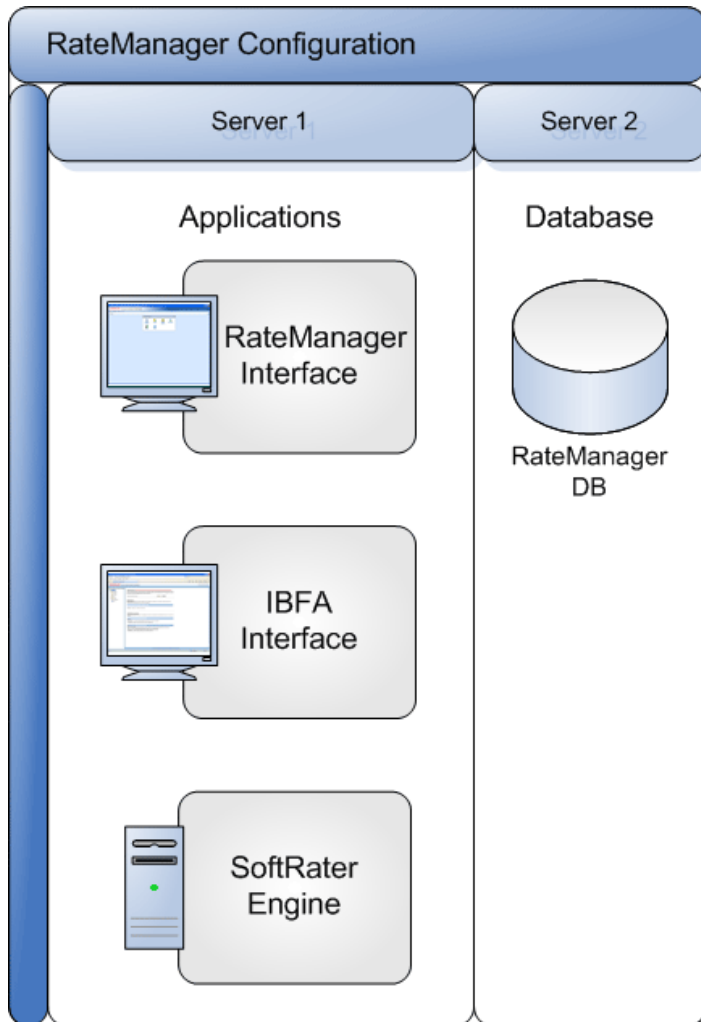 RateManager Configuration
Server 1
Server 2
Applications
Database
RateManager
Interface
RateManager
DB
IBFA
Interface
SoftRater
Engine